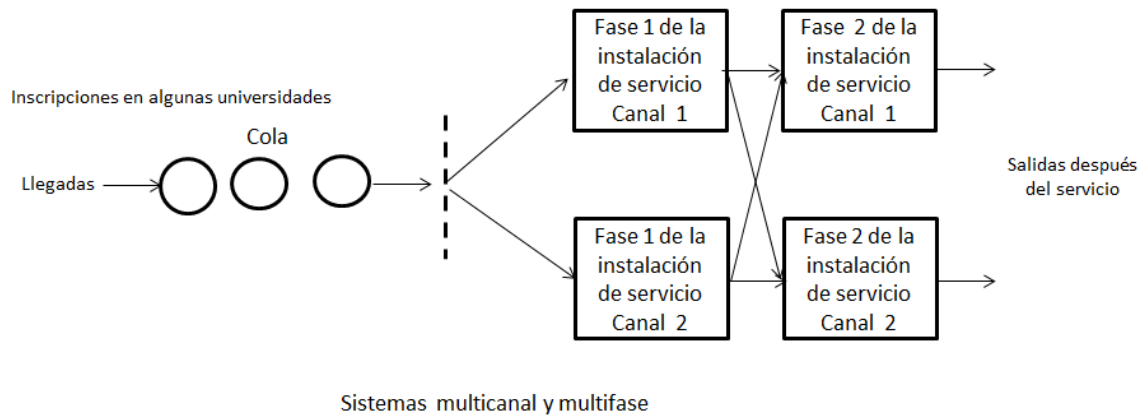 Inscripciones en algunas universidades
Cola
Llegadas
Fase 1 de la
instalación
de servicio
Canal 1
Fase 2 de la
instalación
de servicio
Canal 1
Fase 1 de la
instalación
de servicio
Canal 2
Fase 2 de la
instalación
de servicio
Canal 2
Salidas después
del servicio
Sistemas multicanal y multifase